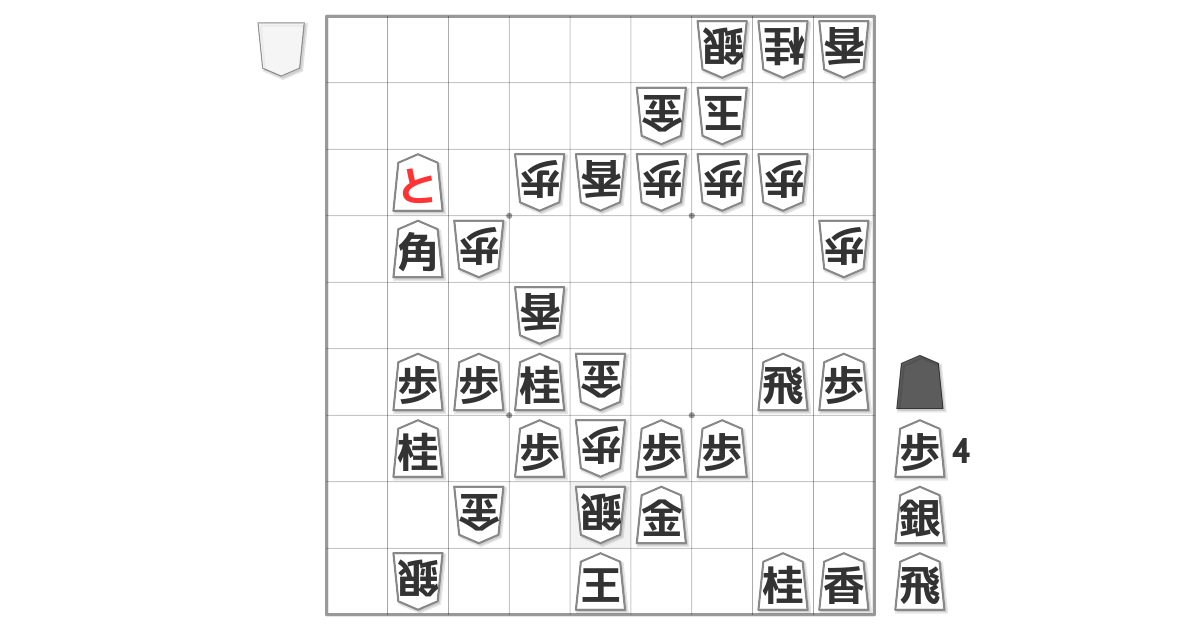 銀 桂 香
金 王
と 歩 香 歩 歩 歩
角 歩 歩
香
歩 歩 桂 金 飛 歩
桂 歩 歩 歩 歩 歩 4
金 銀 金 銀
銀 王 桂 香 飛